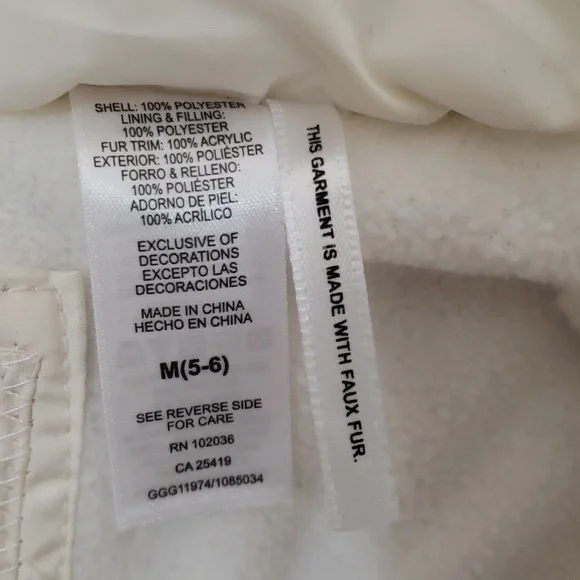 SHELL: 100% POLYESTER
LINING & FILLING:
100% POLYESTER
FUR TRIM: 100% ACRYLIC
EXTERIOR: 100% POLIÉSTER
FORRO & RELLENO:
100% POLIÉSTER
ADORNO DE PIEL:
100% ACRÍLICO
EXCLUSIVE OF
DECORATIONS
EXCEPTO LAS
DECORACIONES
MADE IN CHINA
HECHO EN CHINA
M(5-6)
SEE REVERSE SIDE
FOR CARE
RN 102036
CA 25419
GGG11974/1085034
THIS GARMENT IS MADE WITH FAUX FUR.